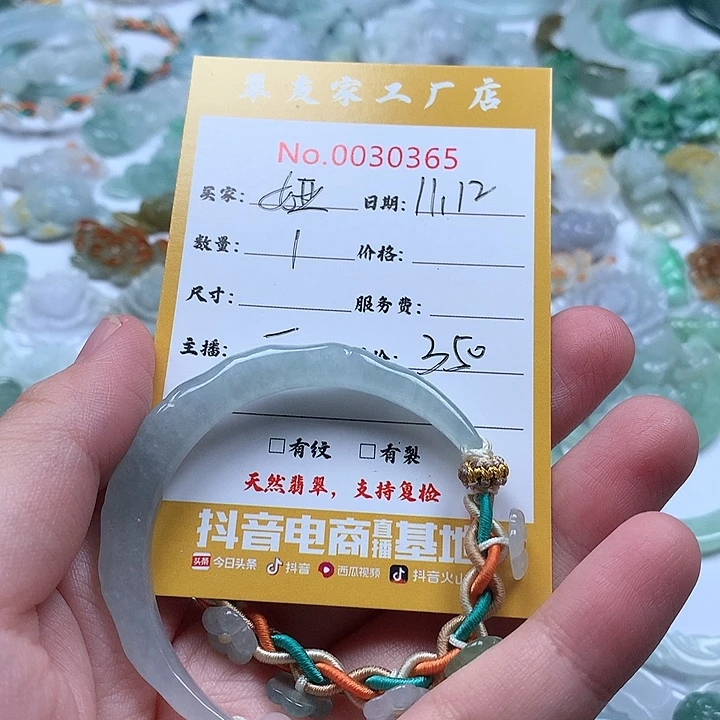 翠友家工厂店
No.0030365
买家： 日期：11.12
数量：1 价格：
尺寸： 服务费：
主播： 350
□有纹 □有裂
天然翡翠，支持复检
抖音电商直播基地
头条 今日头条 抖音 西瓜视频 抖音火山